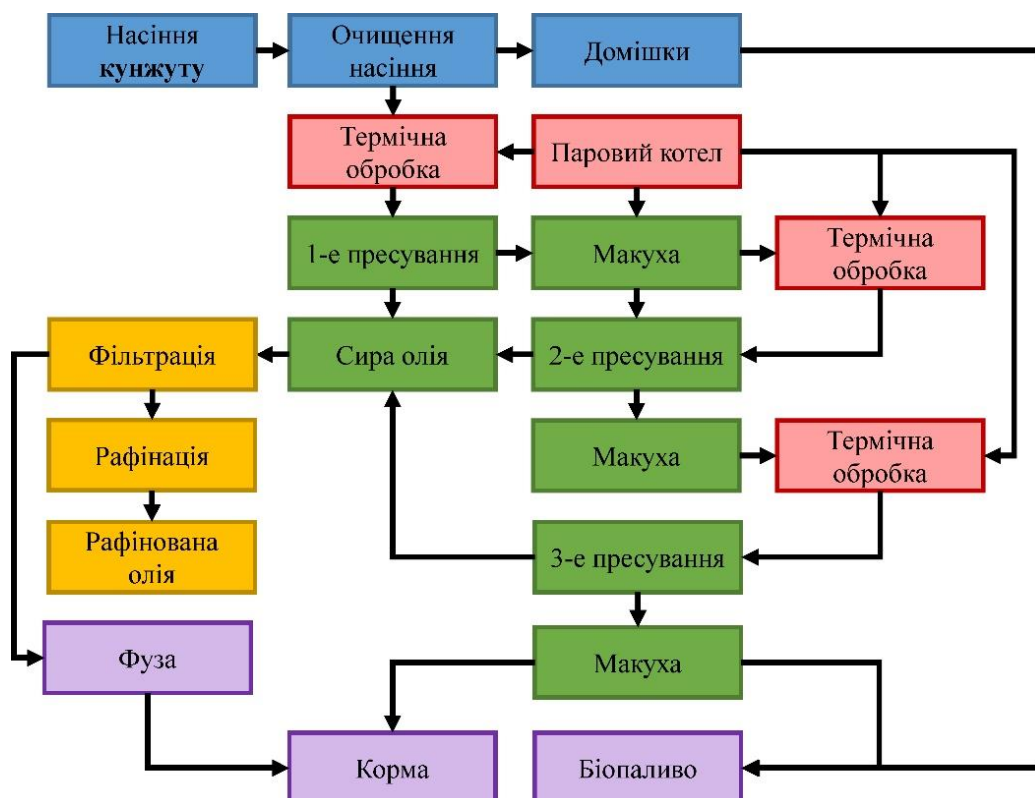 Насіння
кунжуту
Очищення
насіння
Домішки
Термічна
обробка
Паровий котел
1-е пресування
Макуха
Термічна
обробка
Фільтрація
Сира олія
2-е пресування
Рафінація
Макуха
Термічна
обробка
Рафінована
олія
3-е пресування
Фуза
Макуха
Корма
Біопаливо